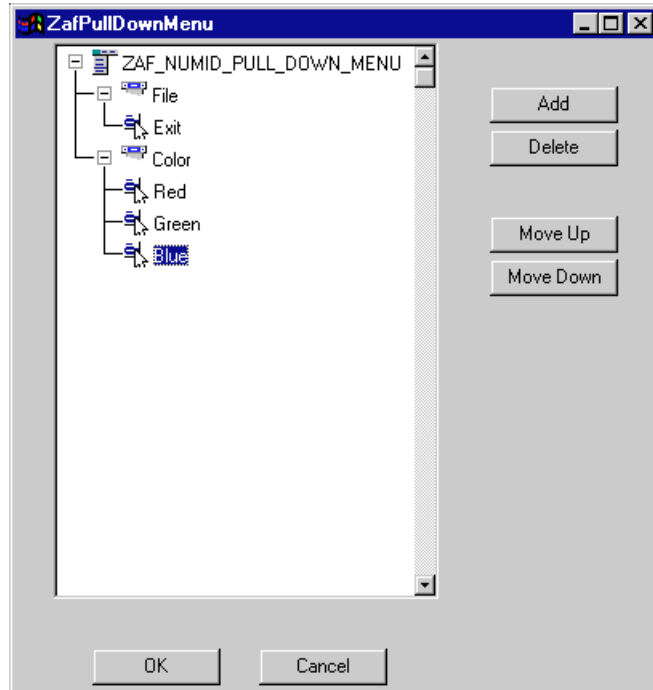 ZafPullDownMenu
ZAF_NUMID_PULL_DOWN_MENU
File
Exit
Color
Red
Green
Blue
Add
Delete
Move Up
Move Down
OK
Cancel